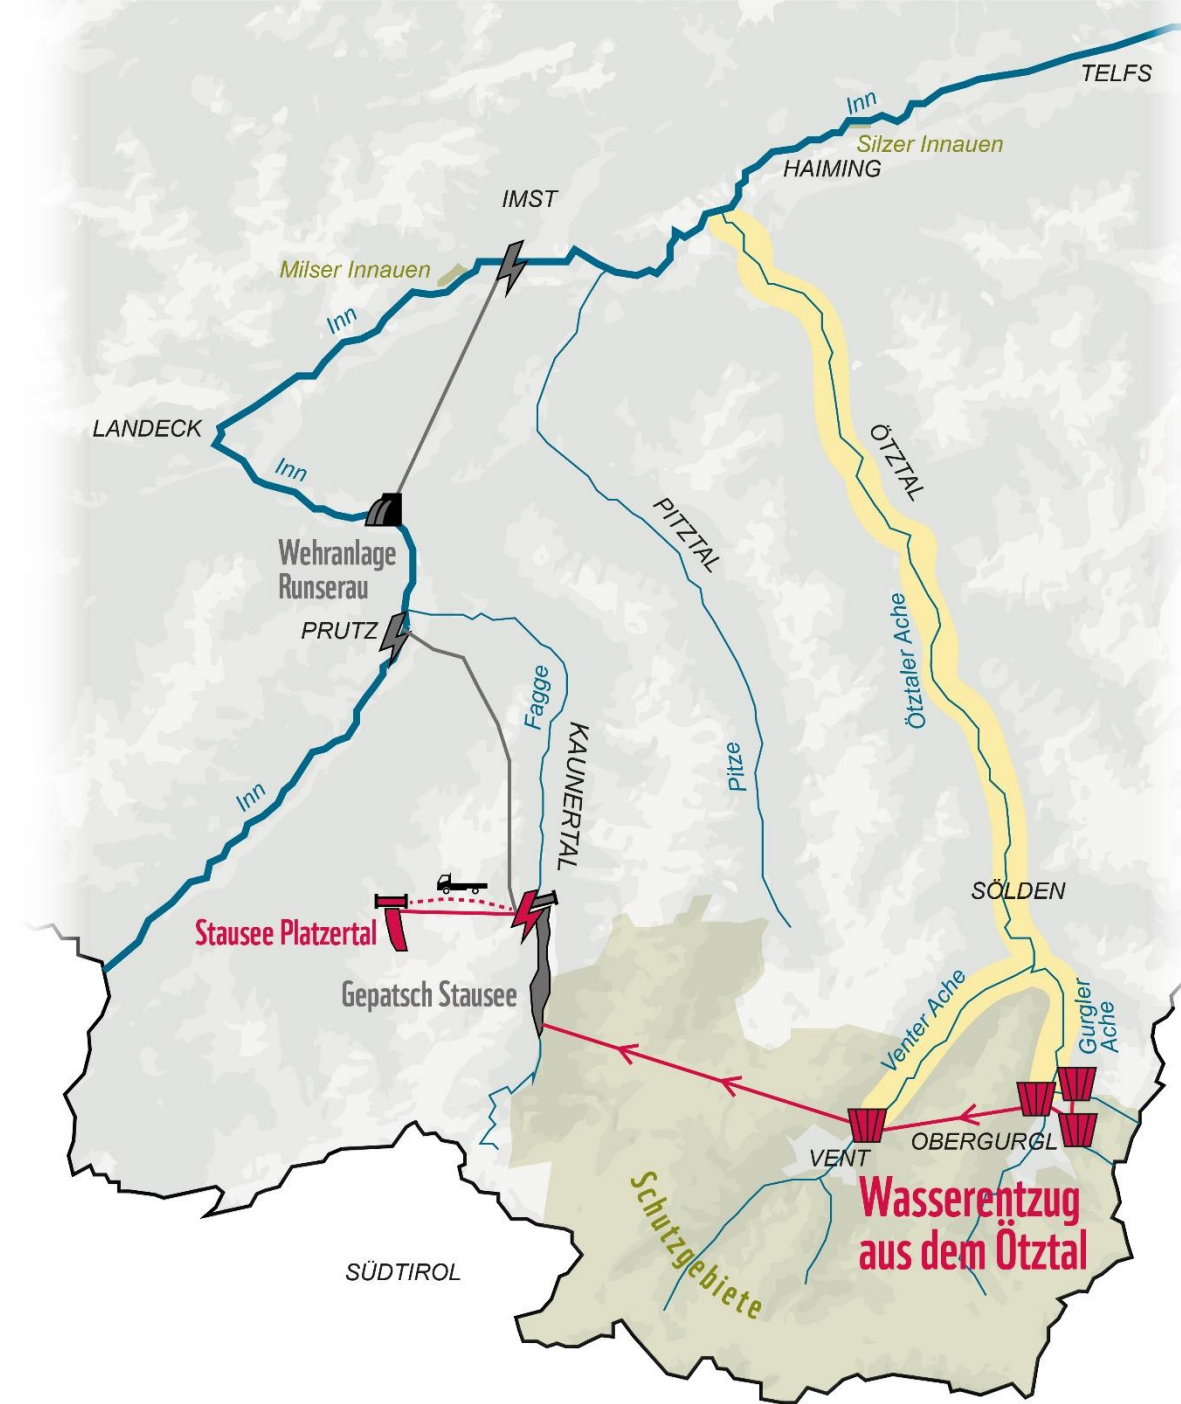 TELFS
Inn
Silzer Innauen
HAIMING
IMST
Milser Innauen
Inn
LANDECK
Inn
ÖTZTAL
PITZTAL
Wehranlage
Runserau
PRUTZ
Ötztaler Ache
Fagge
KAUNERTAL
Pitze
Inn
SÖLDEN
Stausee Platzertal
Gepatsch Stausee
Venter Ache
Gurgler
Ache
OBERGURGL
VENT
Wasserentzug
aus dem Ötztal
Schutzgebiete
SÜDTIROL